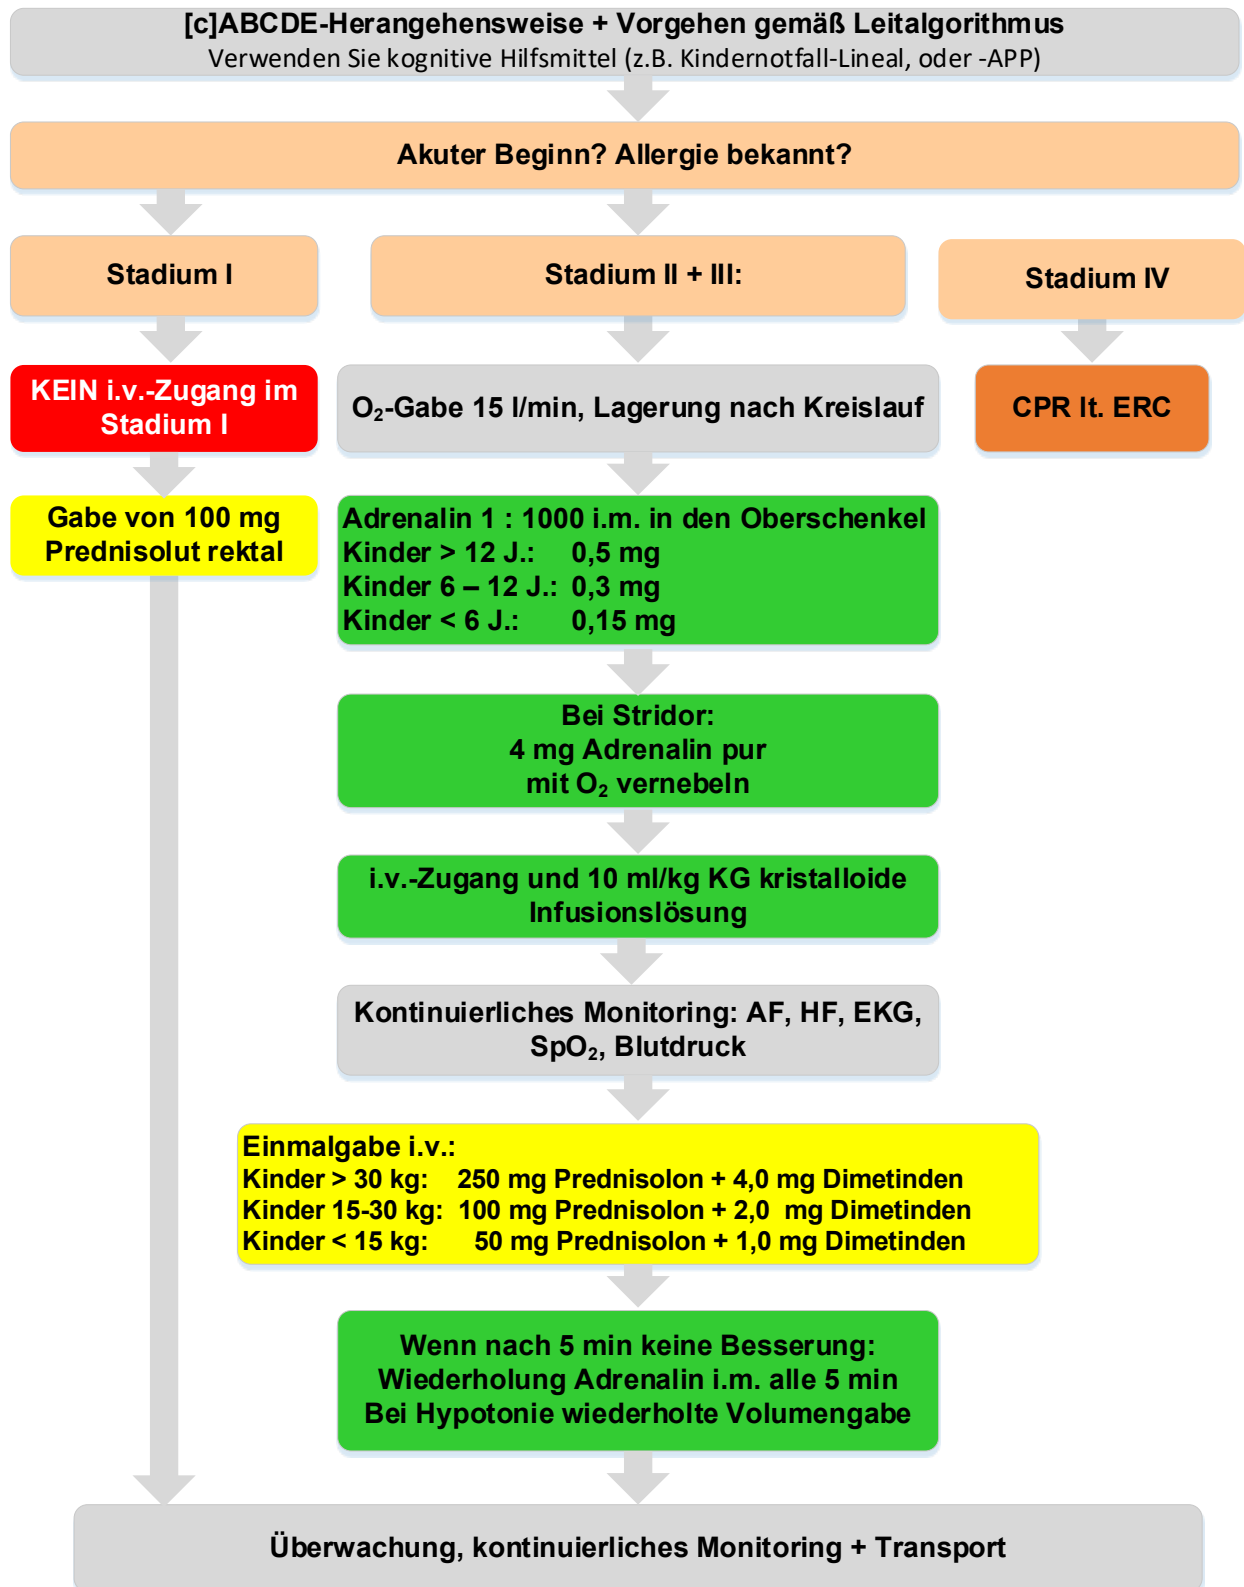 [c]ABCDE-Herangehensweise + Vorgehen gemäß Leitalgorithmus
Verwenden Sie kognitive Hilfsmittel (z.B. Kindernotfall-Lineal, oder -APP)
Akuter Beginn? Allergie bekannt?
Stadium I
Stadium II + III:
Stadium IV
KEIN i.v.-Zugang im
Stadium I
O₂-Gabe 15 l/min, Lagerung nach Kreislauf
CPR lt. ERC
Gabe von 100 mg
Prednisolut rektal
Adrenalin 1 : 1000 i.m. in den Oberschenkel
Kinder > 12 J.: 0,5 mg
Kinder 6 – 12 J.: 0,3 mg
Kinder < 6 J.: 0,15 mg
Bei Stridor:
4 mg Adrenalin pur
mit O₂ vernebeln
i.v.-Zugang und 10 ml/kg KG kristalloide
Infusionslösung
Kontinuierliches Monitoring: AF, HF, EKG,
SpO₂, Blutdruck
Einmalgabe i.v.:
Kinder > 30 kg: 250 mg Prednisolon + 4,0 mg Dimetinden
Kinder 15-30 kg: 100 mg Prednisolon + 2,0 mg Dimetinden
Kinder < 15 kg: 50 mg Prednisolon + 1,0 mg Dimetinden
Wenn nach 5 min keine Besserung:
Wiederholung Adrenalin i.m. alle 5 min
Bei Hypotonie wiederholte Volumengabe
Überwachung, kontinuierliches Monitoring + Transport